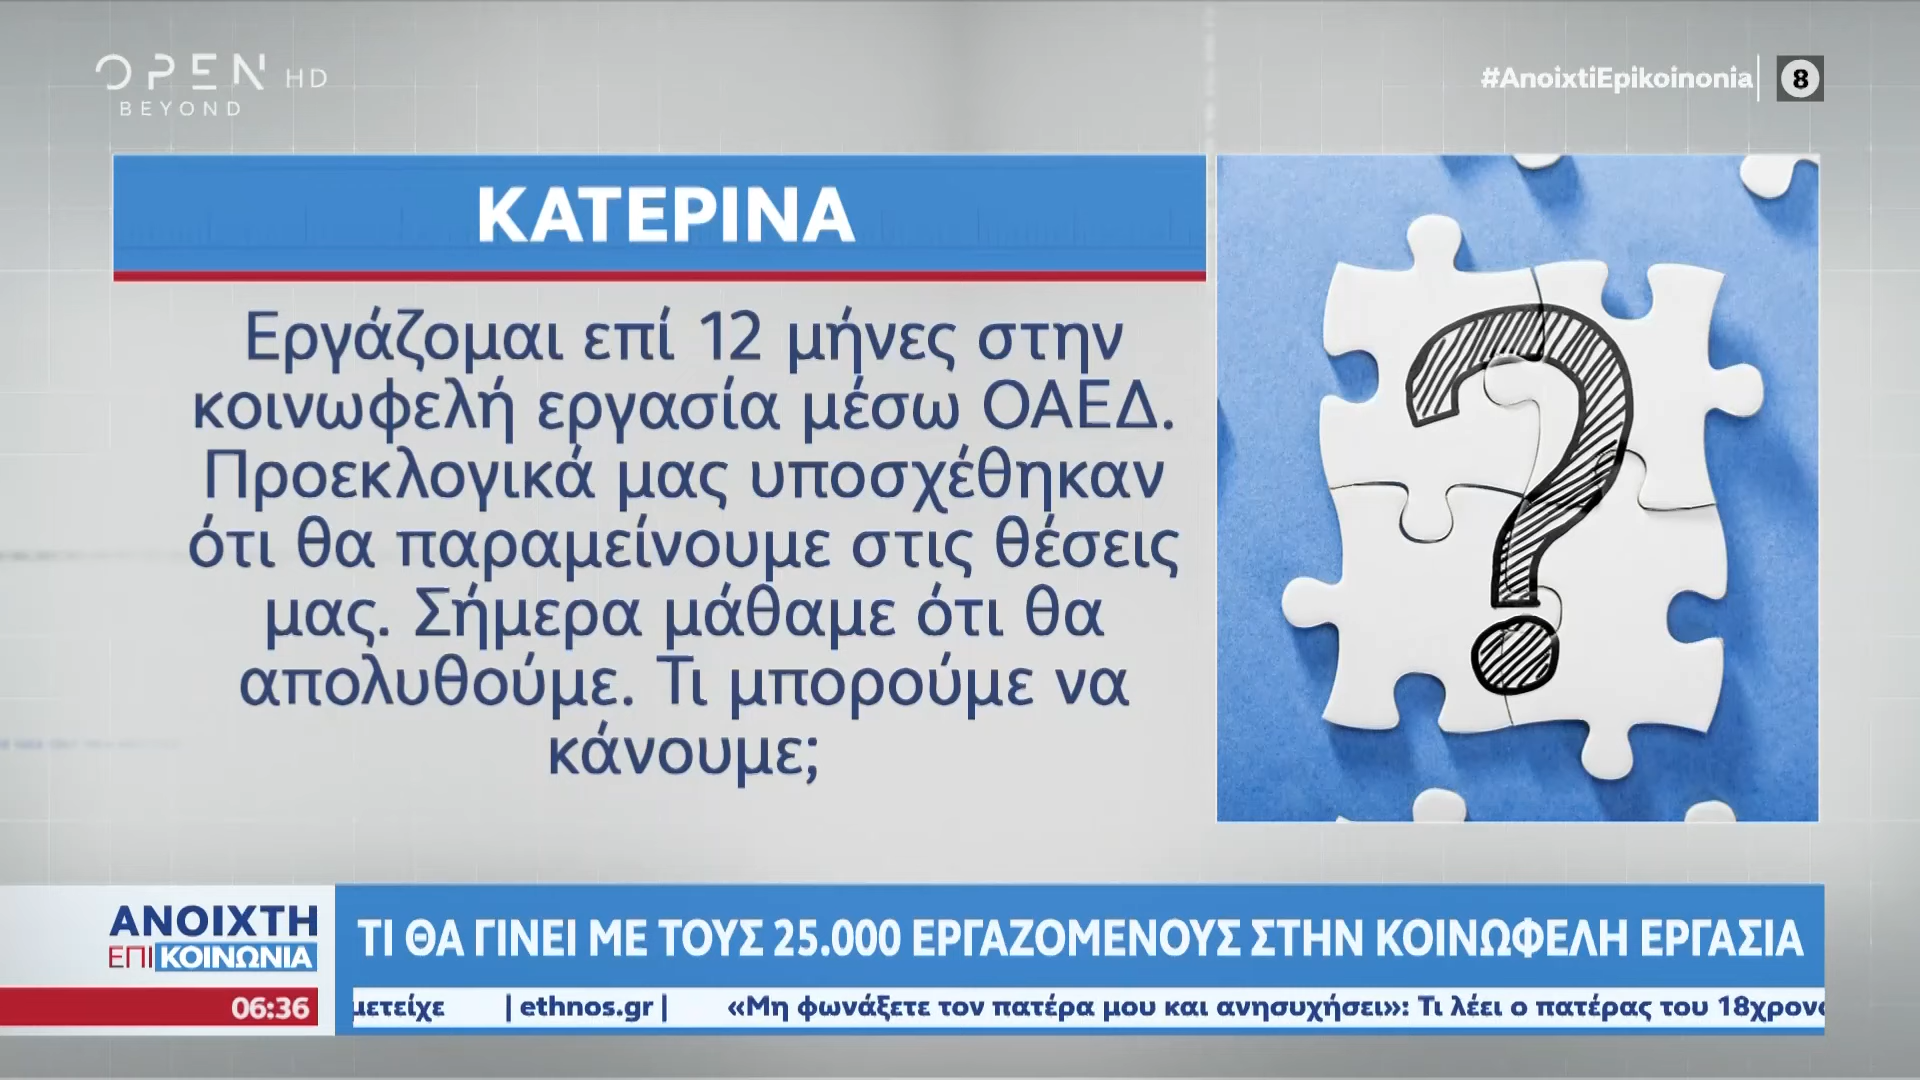 OPEN HD
BEYOND
#AnoixtiEpikoinonia
8
ΚΑΤΕΡΙΝΑ
Εργάζομαι επί 12 μήνες στην
κοινωφελή εργασία μέσω ΟΑΕΔ.
Προεκλογικά μας υποσχέθηκαν
ότι θα παραμείνουμε στις θέσεις
μας. Σήμερα μάθαμε ότι θα
απολυθούμε. Τι μπορούμε να
κάνουμε;
?
ΑΝΟΙΧΤΗ
ΕΠΙΚΟΙΝΩΝΙΑ
ΤΙ ΘΑ ΓΙΝΕΙ ΜΕ ΤΟΥΣ 25.000 ΕΡΓΑΖΟΜΕΝΟΥΣ ΣΤΗΝ ΚΟΙΝΩΦΕΛΗ ΕΡΓΑΣΙΑ
06:36
μετείχε | ethnos.gr | «Μη φωνάξετε τον πατέρα μου και ανησυχήσει»: Τι λέει ο πατέρας του